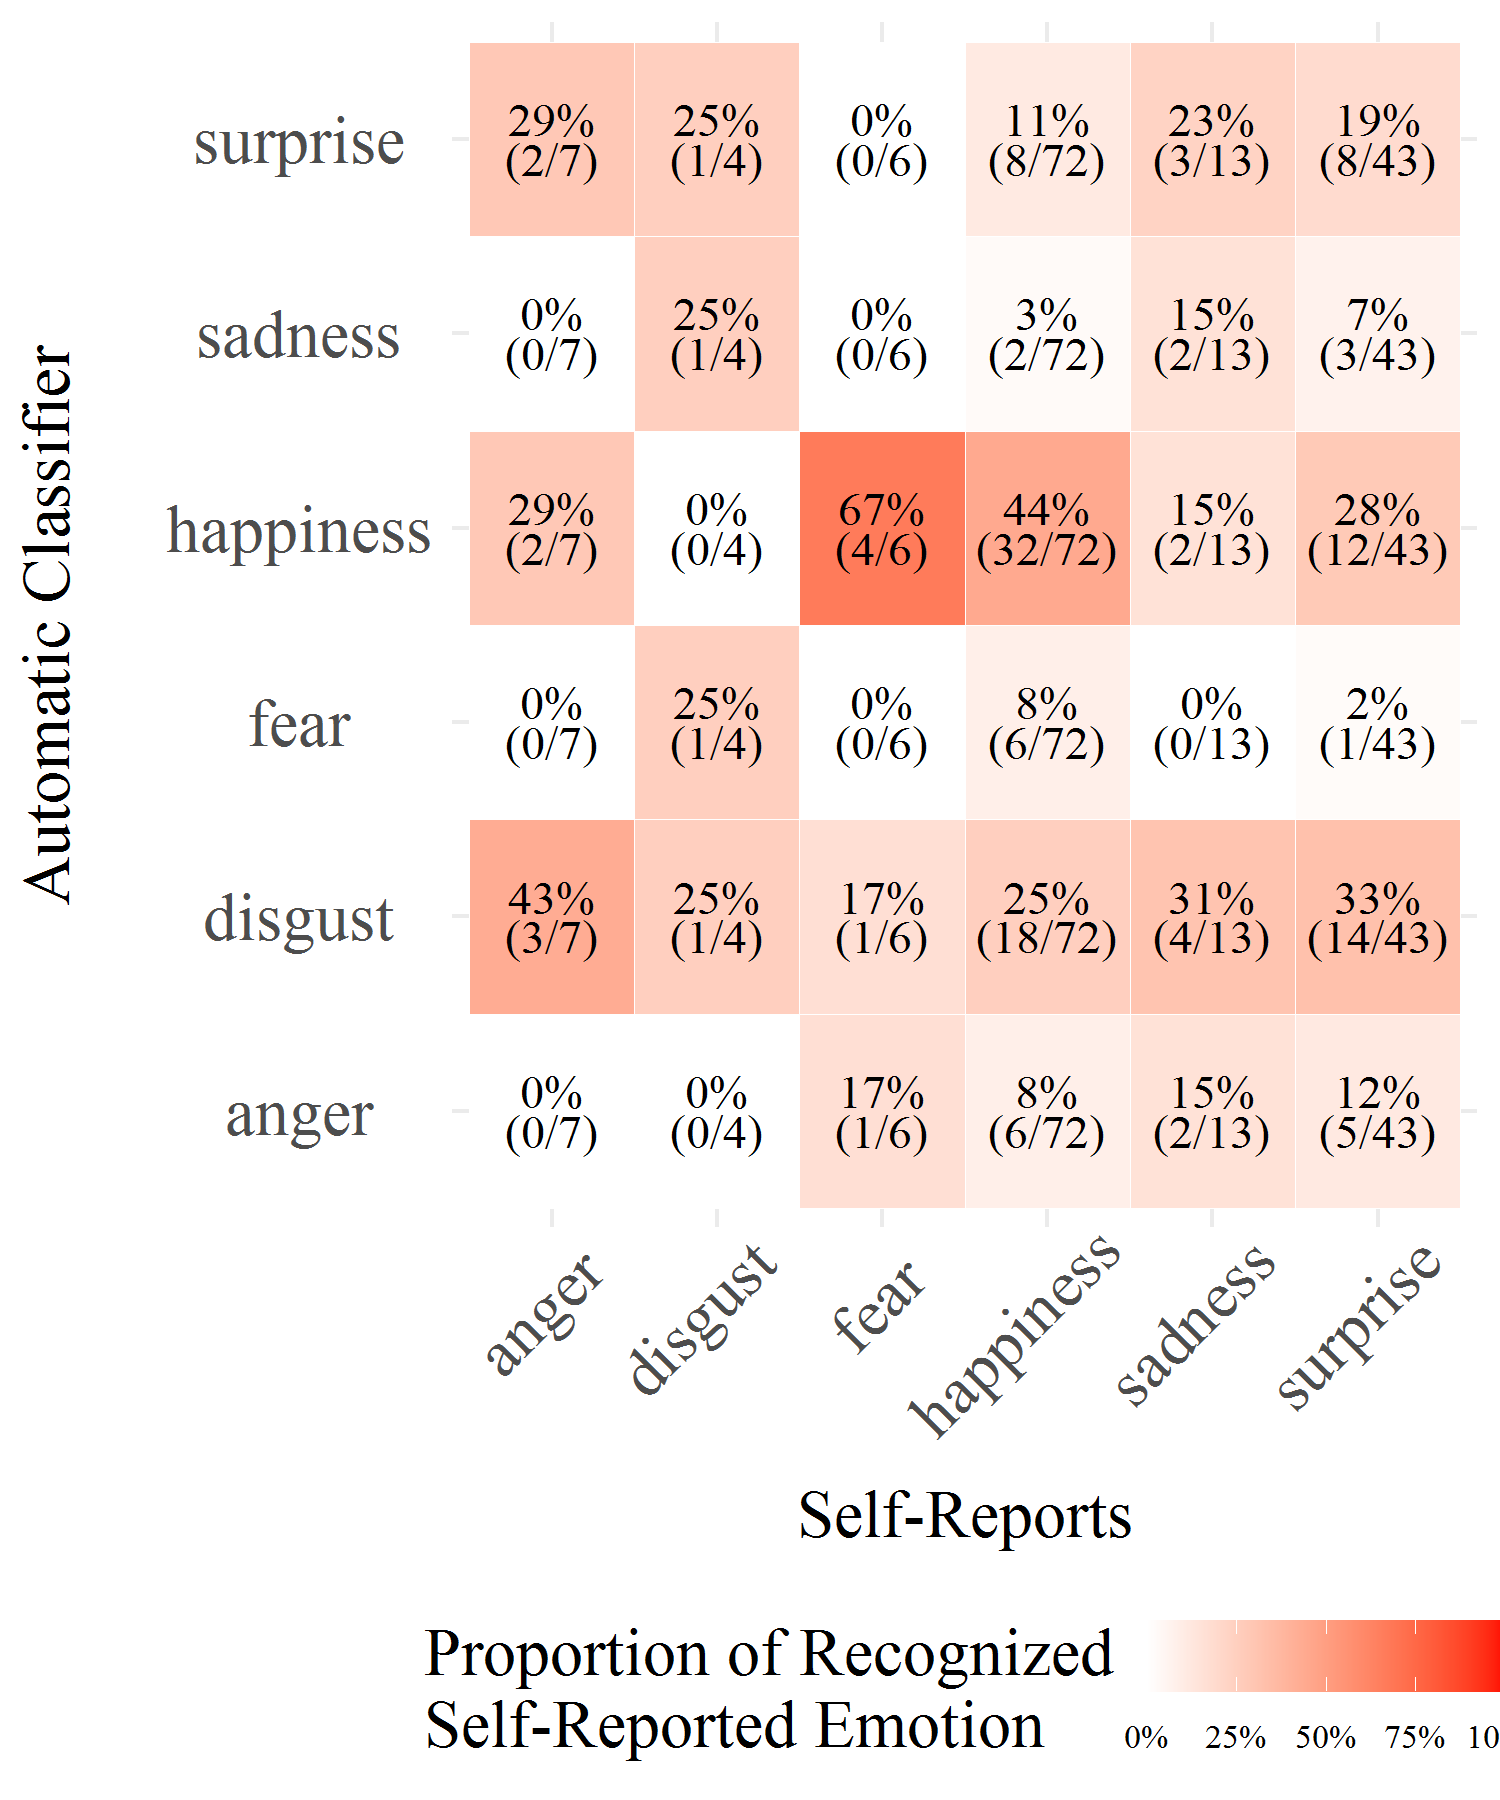 Automatic Classifier
surprise
29% 25% 0% 11% 23% 19%
(2/7) (1/4) (0/6) (8/72) (3/13) (8/43)
sadness
0% 25% 0% 3% 15% 7%
(0/7) (1/4) (0/6) (2/72) (2/13) (3/43)
happiness
29% 0% 67% 44% 15% 28%
(2/7) (0/4) (4/6) (32/72) (2/13) (12/43)
fear
0% 25% 0% 8% 0% 2%
(0/7) (1/4) (0/6) (6/72) (0/13) (1/43)
disgust
43% 25% 17% 25% 31% 33%
(3/7) (1/4) (1/6) (18/72) (4/13) (14/43)
anger
0% 0% 17% 8% 15% 12%
(0/7) (0/4) (1/6) (6/72) (2/13) (5/43)
anger disgust fear happiness sadness surprise
Self-Reports
Proportion of Recognized
Self-Reported Emotion
0% 25% 50% 75% 10